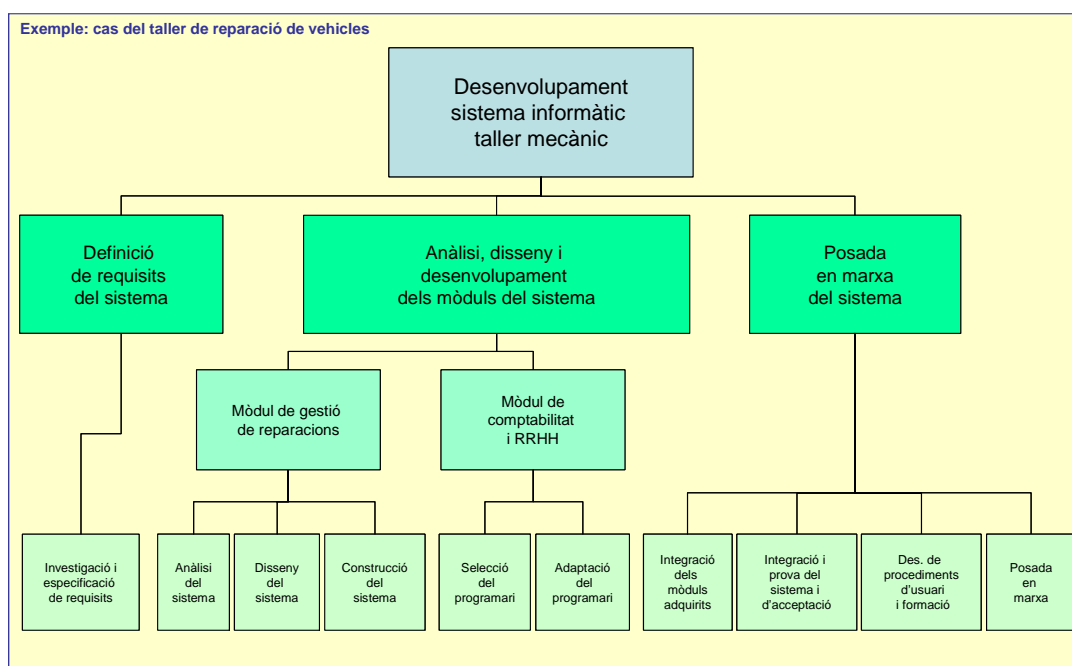 Exemple: cas del taller de reparació de vehicles
Desenvolupament
sistema informàtic
taller mecànic
Definició
de requisits
del sistema
Anàlisi, disseny i
desenvolupament
dels mòduls del sistema
Posada
en marxa
del sistema
Mòdul de gestió
de reparacions
Mòdul de
comptabilitat
i RRHH
Investigació i
especificació
de requisits
Anàlisi
del
sistema
Disseny
del
sistema
Construcció
del
sistema
Selecció
del
programari
Adaptació
del
programari
Integració
dels
mòduls
adquirits
Integració i
prova del
sistema i
d'acceptació
Des. de
procediments
d'usuari
i formació
Posada
en
marxa